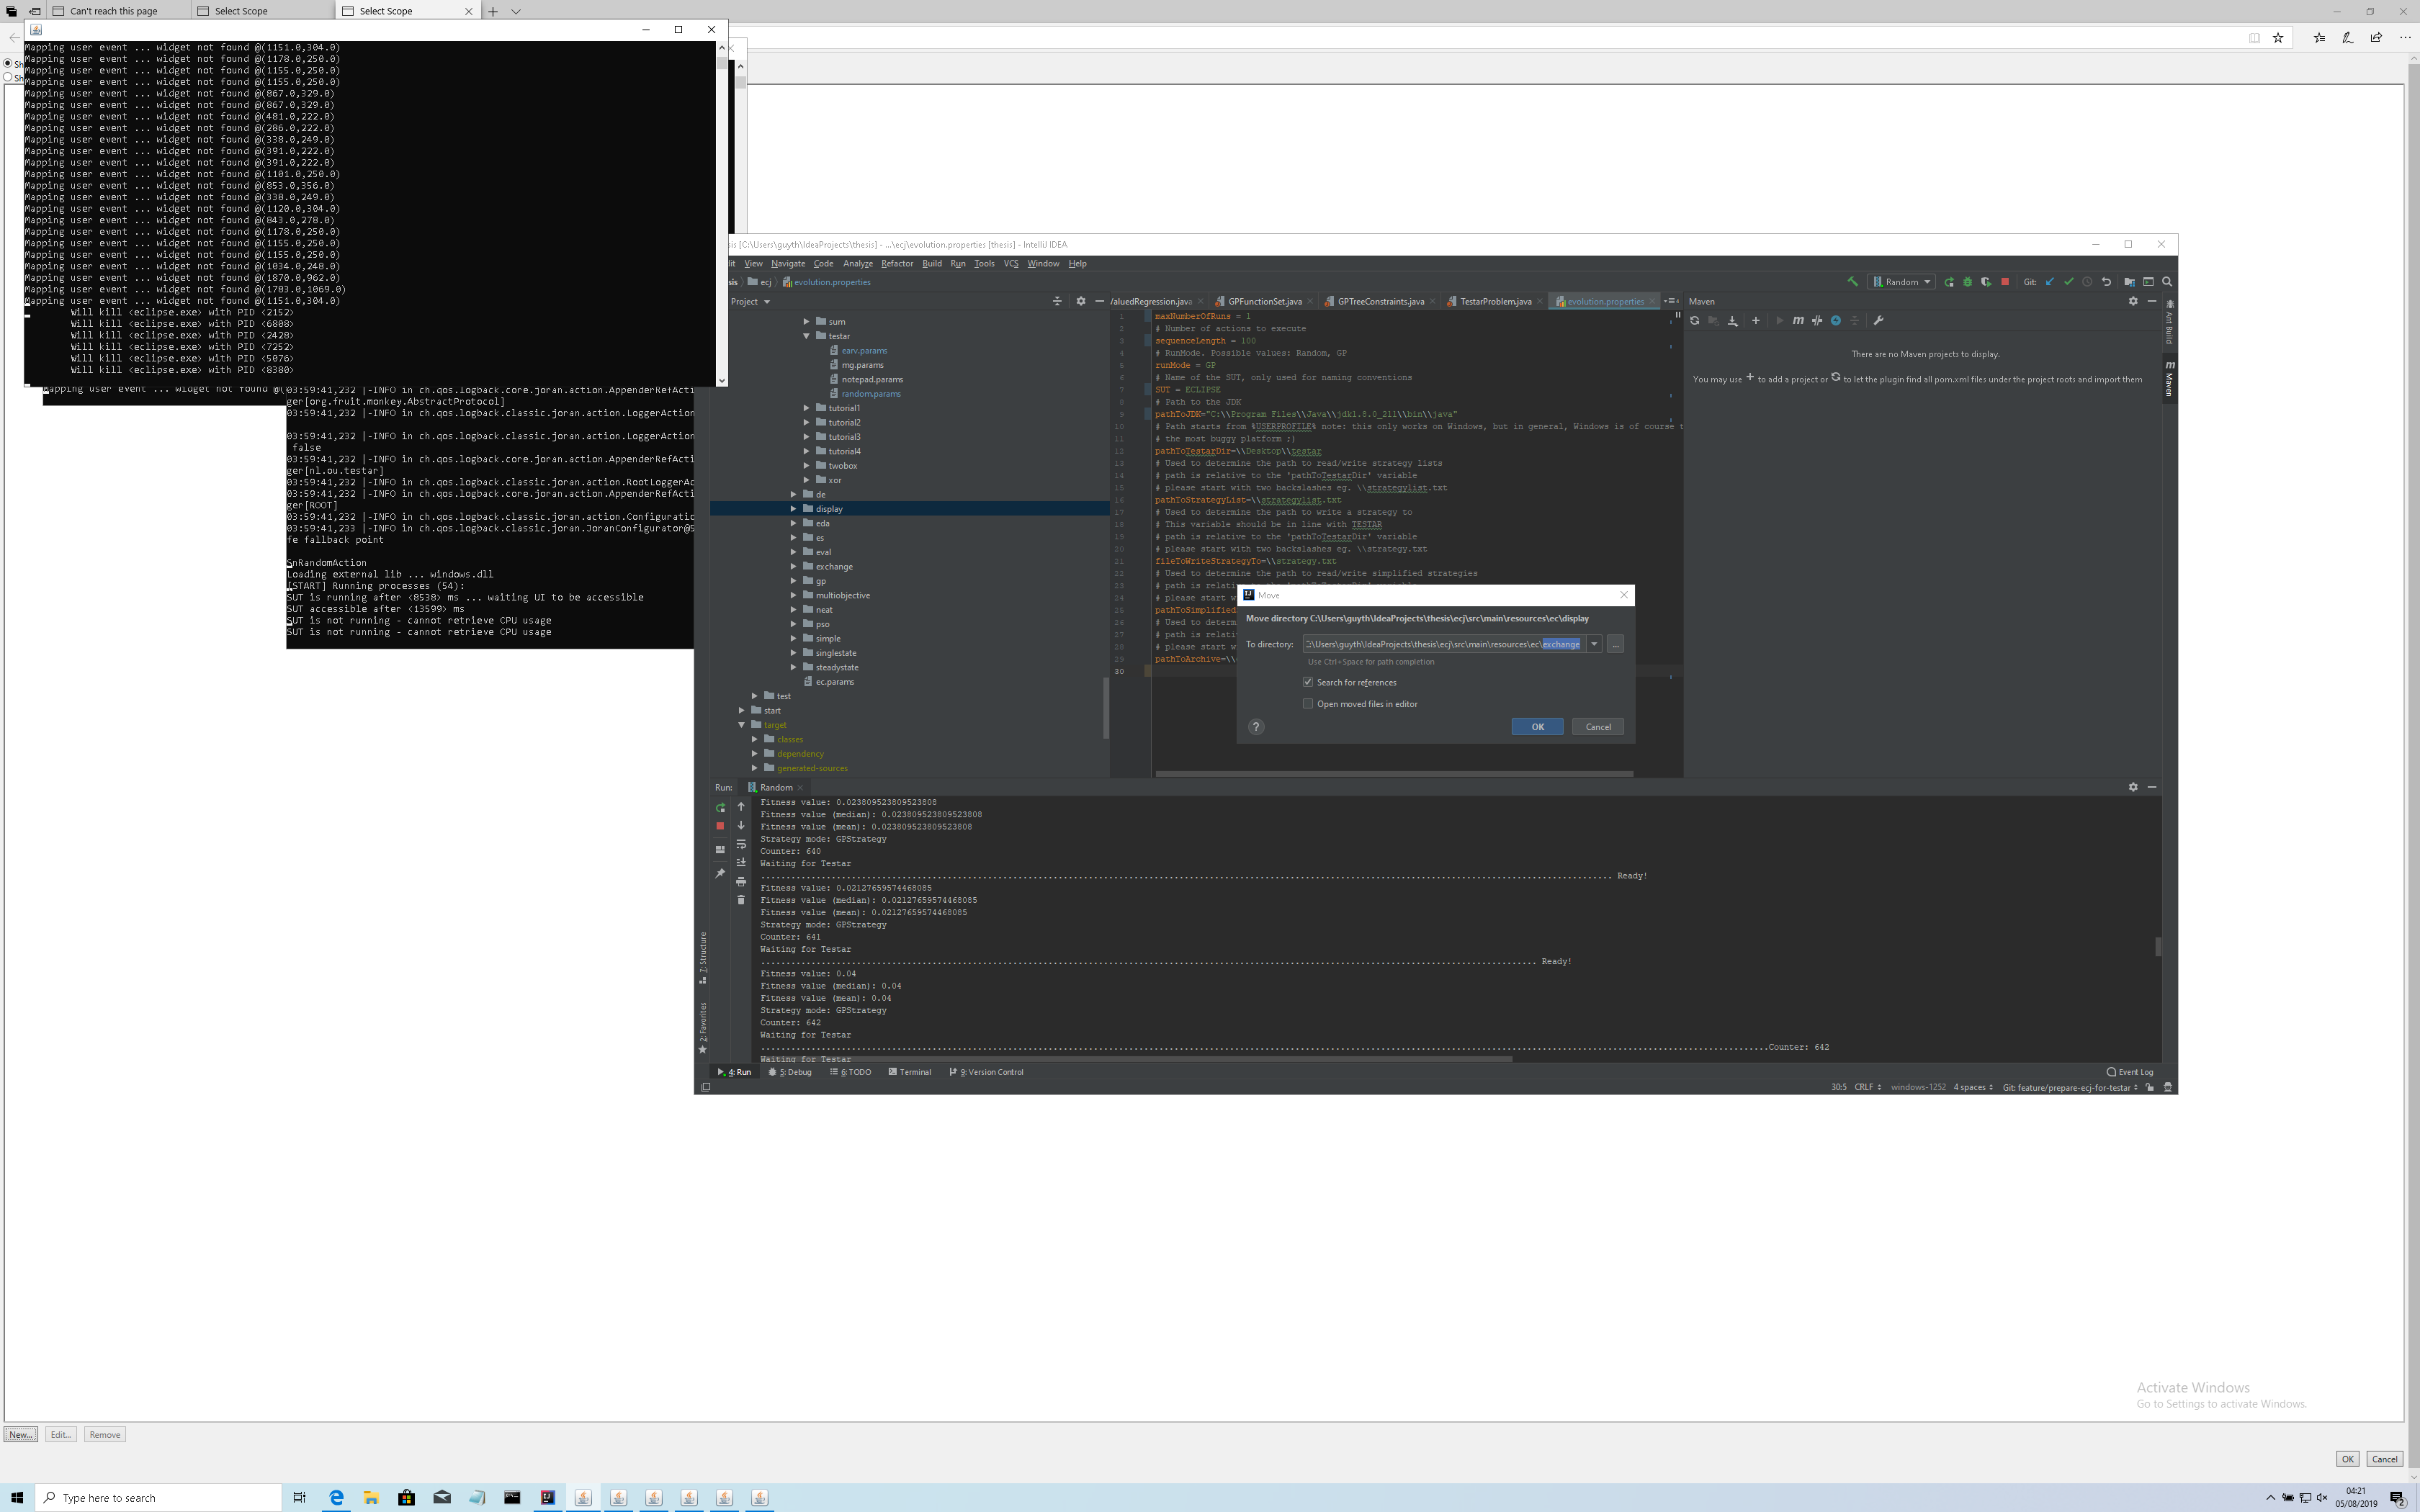 Can't reach this page
Select Scope
Select Scope
Mapping user event ... widget not found @(1151.0,304.0)
Mapping user event ... widget not found @(1178.0,250.0)
Mapping user event ... widget not found @(1155.0,250.0)
Mapping user event ... widget not found @(1155.0,250.0)
Mapping user event ... widget not found @(867.0,329.0)
Mapping user event ... widget not found @(867.0,329.0)
Mapping user event ... widget not found @(481.0,222.0)
Mapping user event ... widget not found @(286.0,222.0)
Mapping user event ... widget not found @(338.0,249.0)
Mapping user event ... widget not found @(391.0,222.0)
Mapping user event ... widget not found @(391.0,222.0)
Mapping user event ... widget not found @(1101.0,250.0)
Mapping user event ... widget not found @(853.0,356.0)
Mapping user event ... widget not found @(338.0,249.0)
Mapping user event ... widget not found @(1120.0,304.0)
Mapping user event ... widget not found @(843.0,278.0)
Mapping user event ... widget not found @(1178.0,250.0)
Mapping user event ... widget not found @(1155.0,250.0)
Mapping user event ... widget not found @(1155.0,250.0)
Mapping user event ... widget not found @(1034.0,248.0)
Mapping user event ... widget not found @(1870.0,962.0)
Mapping user event ... widget not found @(1783.0,1069.0)
Mapping user event ... widget not found @(1151.0,304.0)
Will kill <eclipse.exe> with PID <2152>
Will kill <eclipse.exe> with PID <6808>
Will kill <eclipse.exe> with PID <2428>
Will kill <eclipse.exe> with PID <7252>
Will kill <eclipse.exe> with PID <5076>
Will kill <eclipse.exe> with PID <8380>
Mapping user event ... widget not found @(
03:59:41,232 |-INFO in ch.qos.logback.core.joran.action.AppenderRefActi
ger[org.fruit.monkey.AbstractProtocol]
03:59:41,232 |-INFO in ch.qos.logback.classic.joran.action.LoggerAction
false
03:59:41,232 |-INFO in ch.qos.logback.core.joran.action.AppenderRefActi
ger[nl.ou.testar]
03:59:41,232 |-INFO in ch.qos.logback.classic.joran.action.RootLoggerAc
03:59:41,232 |-INFO in ch.qos.logback.core.joran.action.AppenderRefActi
ger[ROOT]
03:59:41,232 |-INFO in ch.qos.logback.classic.joran.action.Configuratio
03:59:41,233 |-INFO in ch.qos.logback.classic.joran.JoranConfigurator@5
fe fallback point
SnRandomAction
Loading external lib ... windows.dll
[START] Running processes (54):
SUT is running after <8538> ms ... waiting UI to be accessible
SUT accessible after <13599> ms
SUT is not running - cannot retrieve CPU usage
SUT is not running - cannot retrieve CPU usage
sis [C:\Users\guyth\IdeaProjects\thesis] - ...\ecj\evolution.properties [thesis] - IntelliJ IDEA
dit View Navigate Code Analyze Refactor Build Run Tools VCS Window Help
sis ecj evolution.properties
Random Git:
Project
ValuedRegression.java GPFunctionSet.java GPTreeConstraints.java TestarProblem.java evolution.properties
sum
testar
earv.params
mg.params
notepad.params
random.params
tutorial1
tutorial2
tutorial3
tutorial4
twobox
xor
de
display
eda
es
eval
exchange
gp
multiobjective
neat
pso
simple
singlestate
steadystate
ec.params
test
start
target
classes
dependency
generated-sources
1 maxNumberOfRuns = 1
2 # Number of actions to execute
3 sequenceLength = 100
4 # RunMode. Possible values: Random, GP
5 runMode = GP
6 # Name of the SUT, only used for naming conventions
7 SUT = ECLIPSE
8 # Path to the JDK
9 pathToJDK="C:\\Program Files\\Java\\jdk1.8.0_211\\bin\\java"
10 # Path starts from %USERPROFILE% note: this only works on Windows, but in general, Windows is of course t
11 # the most buggy platform ;)
12 pathToTestarDir=\\Desktop\\testar
13 # Used to determine the path to read/write strategy lists
14 # path is relative to the 'pathToTestarDir' variable
15 # please start with two backslashes eg. \\strategylist.txt
16 pathToStrategyList=\\strategylist.txt
17 # Used to determine the path to write a strategy to
18 # This variable should be in line with TESTAR
19 # path is relative to the 'pathToTestarDir' variable
20 # please start with two backslashes eg. \\strategy.txt
21 fileToWriteStrategyTo=\\strategy.txt
22 # Used to determine the path to read/write simplified strategies
23 # path is relati
24 # please start w
25 pathToSimplified
26 # Used to determ
27 # path is relati
28 # please start w
29 pathToArchive=\\
30
Maven
There are no Maven projects to display.
You may use + to add a project or to let the plugin find all pom.xml files under the project roots and import them
Ant Build
Maven
Move
Move directory C:\Users\guyth\IdeaProjects\thesis\ecj\src\main\resources\ec\display
To directory: C:\Users\guyth\IdeaProjects\thesis\ecj\src\main\resources\ec\exchange ...
Use Ctrl+Space for path completion
Search for references
Open moved files in editor
? OK Cancel
Run: Random
Fitness value: 0.023809523809523808
Fitness value (median): 0.023809523809523808
Fitness value (mean): 0.023809523809523808
Strategy mode: GPStrategy
Counter: 640
Waiting for Testar
Ready!
Fitness value: 0.02127659574468085
Fitness value (median): 0.02127659574468085
Fitness value (mean): 0.02127659574468085
Strategy mode: GPStrategy
Counter: 641
Waiting for Testar
Ready!
Fitness value: 0.04
Fitness value (median): 0.04
Fitness value (mean): 0.04
Strategy mode: GPStrategy
Counter: 642
Waiting for Testar
Counter: 642
Waiting for Testar
7: Structure
2: Favorites
4: Run 5: Debug 6: TODO Terminal 9: Version Control Event Log
30:5 CRLF windows-1252 4 spaces Git: feature/prepare-ecj-for-testar
Activate Windows
Go to Settings to activate Windows.
New... Edit... Remove
OK Cancel
Type here to search
04:21
05/08/2019
2